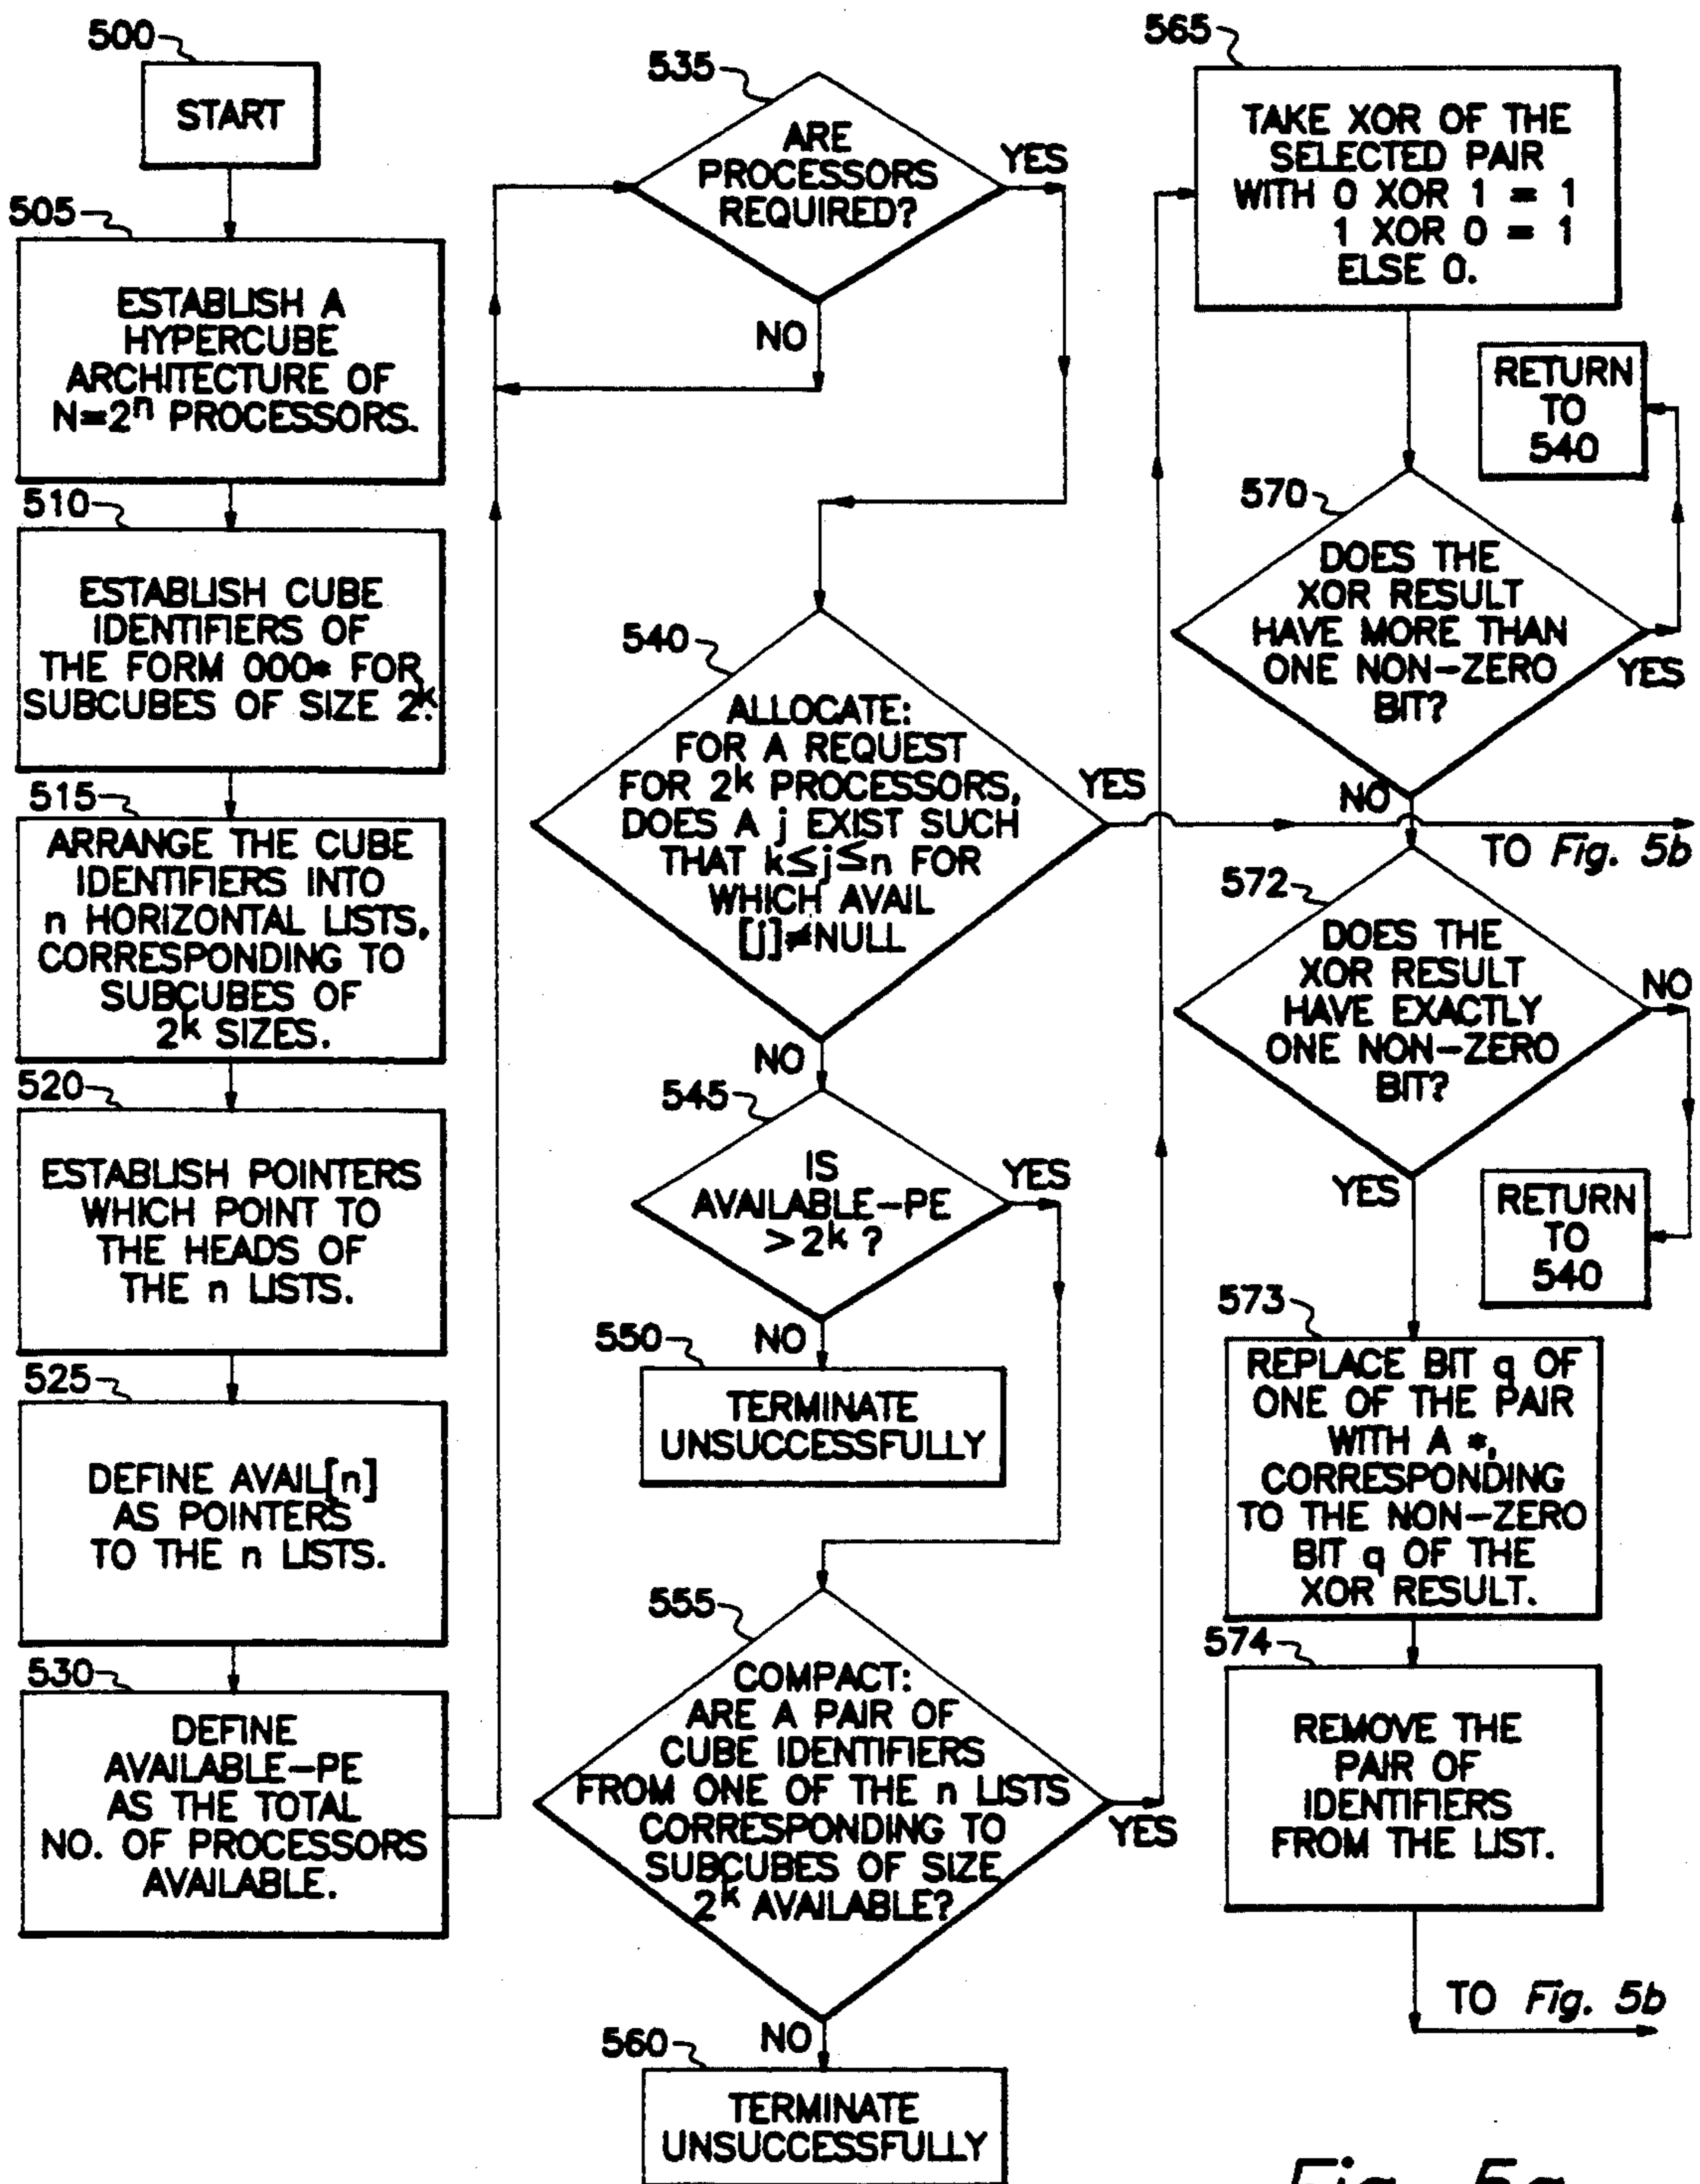 500
START
505
ESTABLISH A
HYPERCUBE
ARCHITECTURE OF
N=2ⁿ PROCESSORS.
510
ESTABLISH CUBE
IDENTIFIERS OF
THE FORM 000* FOR
SUBCUBES OF SIZE 2ᵏ.
515
ARRANGE THE CUBE
IDENTIFIERS INTO
n HORIZONTAL LISTS,
CORRESPONDING TO
SUBCUBES OF
2ᵏ SIZES.
520
ESTABLISH POINTERS
WHICH POINT TO
THE HEADS OF
THE n LISTS.
525
DEFINE AVAIL[n]
AS POINTERS
TO THE n LISTS.
530
DEFINE
AVAILABLE-PE
AS THE TOTAL
NO. OF PROCESSORS
AVAILABLE.
535
ARE
PROCESSORS
REQUIRED?
YES
NO
540
ALLOCATE:
FOR A REQUEST
FOR 2ᵏ PROCESSORS,
DOES A j EXIST SUCH
THAT k≤j≤n FOR
WHICH AVAIL
[j]≠NULL
YES
TO Fig. 5b
NO
545
IS
AVAILABLE-PE
>2ᵏ ?
YES
NO
550
TERMINATE
UNSUCCESSFULLY
555
COMPACT:
ARE A PAIR OF
CUBE IDENTIFIERS
FROM ONE OF THE n LISTS
CORRESPONDING TO
SUBCUBES OF SIZE
2ᵏ AVAILABLE?
YES
NO
560
TERMINATE
UNSUCCESSFULLY
565
TAKE XOR OF THE
SELECTED PAIR
WITH 0 XOR 1 = 1
1 XOR 0 = 1
ELSE 0.
RETURN
TO
540
570
DOES THE
XOR RESULT
HAVE MORE THAN
ONE NON-ZERO
BIT?
YES
NO
572
DOES THE
XOR RESULT
HAVE EXACTLY
ONE NON-ZERO
BIT?
NO
YES
RETURN
TO
540
573
REPLACE BIT q OF
ONE OF THE PAIR
WITH A *,
CORRESPONDING
TO THE NON-ZERO
BIT q OF THE
XOR RESULT.
574
REMOVE THE
PAIR OF
IDENTIFIERS
FROM THE LIST.
TO Fig. 5b
Fig. 5a